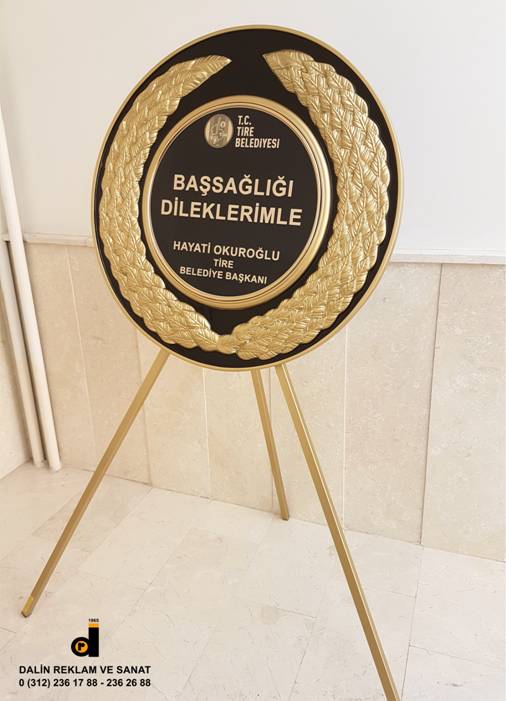 T.C.
TİRE
BELEDİYESİ
BAŞSAĞLIĞI
DİLEKLERİMLE
HAYATİ OKUROĞLU
TİRE
BELEDİYE BAŞKANI
1965
DALİN REKLAM VE SANAT
0 (312) 236 17 88 - 236 26 88